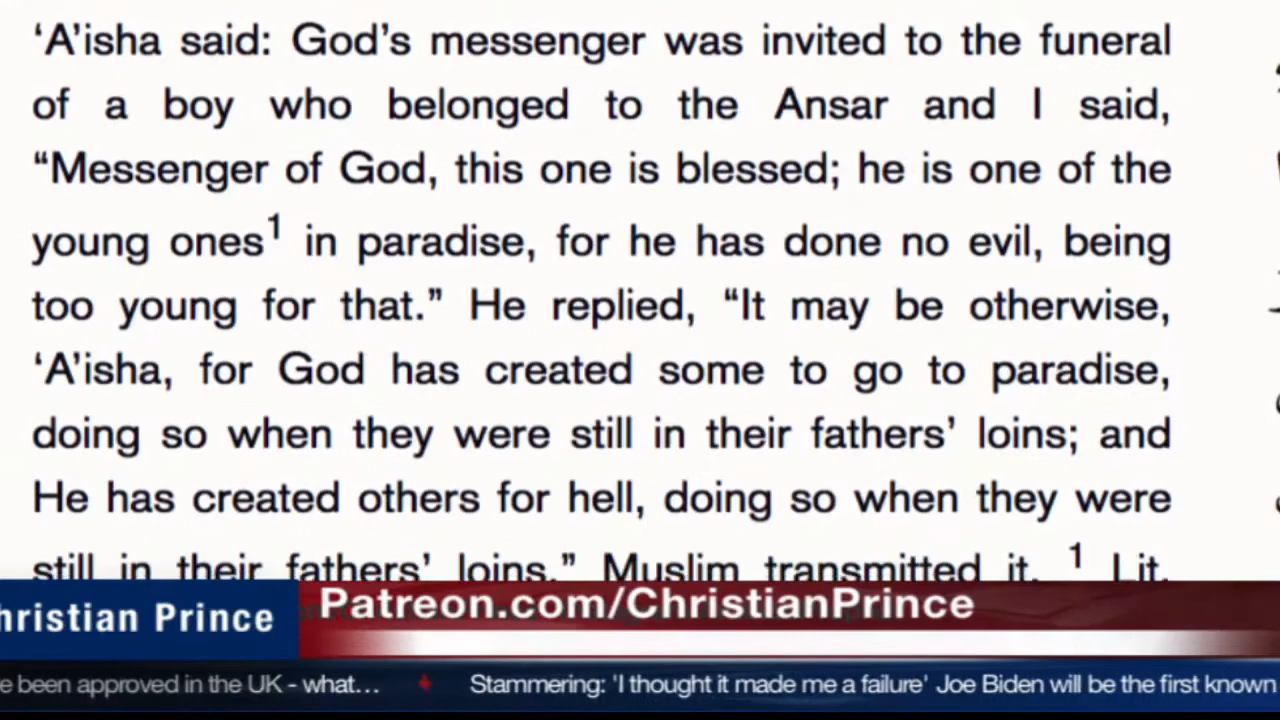 ‘A’isha said: God’s messenger was invited to the funeral
of a boy who belonged to the Ansar and I said,
“Messenger of God, this one is blessed; he is one of the
young ones¹ in paradise, for he has done no evil, being
too young for that.” He replied, “It may be otherwise,
‘A’isha, for God has created some to go to paradise,
doing so when they were still in their fathers’ loins; and
He has created others for hell, doing so when they were
still in their fathers’ loins.” Muslim transmitted it. ¹ Lit.
hristian Prince
Patreon.com/ChristianPrince
e been approved in the UK - what... Stammering: 'I thought it made me a failure' Joe Biden will be the first known